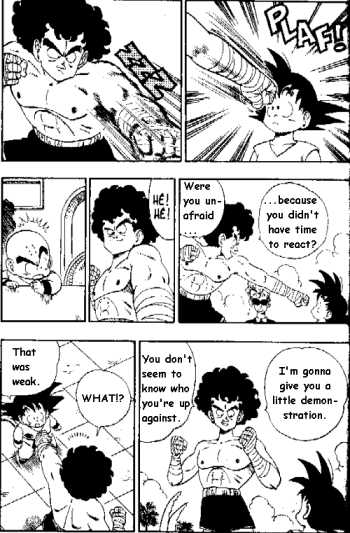 PLAF!
HÉ!
HÉ!
Were
you un-
afraid
...because
you didn't
have time
to react?
That
was
weak.
WHAT!?
You don't
seem to
know who
you're up
against.
I'm gonna
give you a
little demon-
stration.